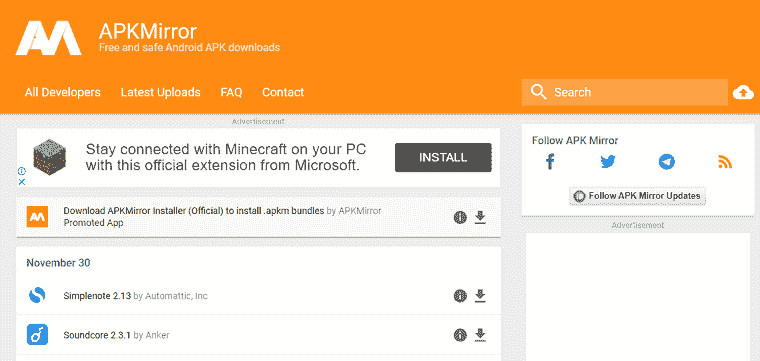 APKMirror
Free and safe Android APK downloads
All Developers Latest Uploads FAQ Contact
Search
Advertisement
Stay connected with Minecraft on your PC
with this official extension from Microsoft.
INSTALL
Download APKMirror Installer (Official) to install .apkm bundles by APKMirror
Promoted App
November 30
Simplenote 2.13 by Automattic, Inc
Soundcore 2.3.1 by Anker
Follow APK Mirror
Follow APK Mirror Updates
Advertisement